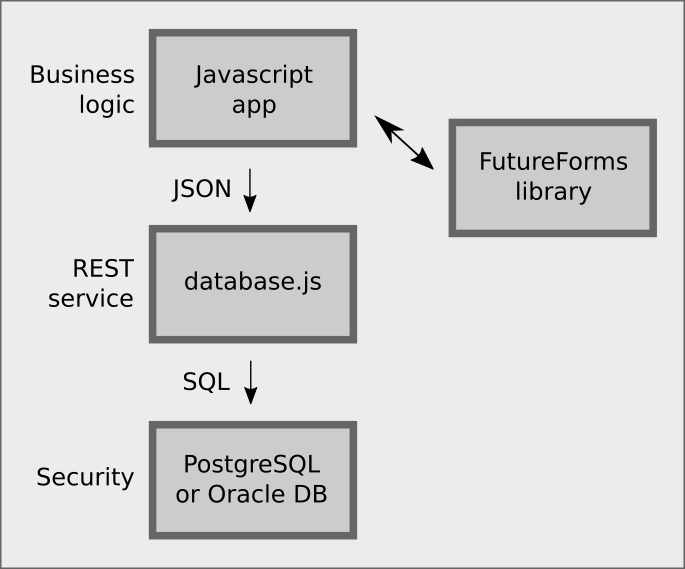 Business
logic
Javascript
app
FutureForms
library
JSON
REST
service
database.js
SQL
Security
PostgreSQL
or Oracle DB